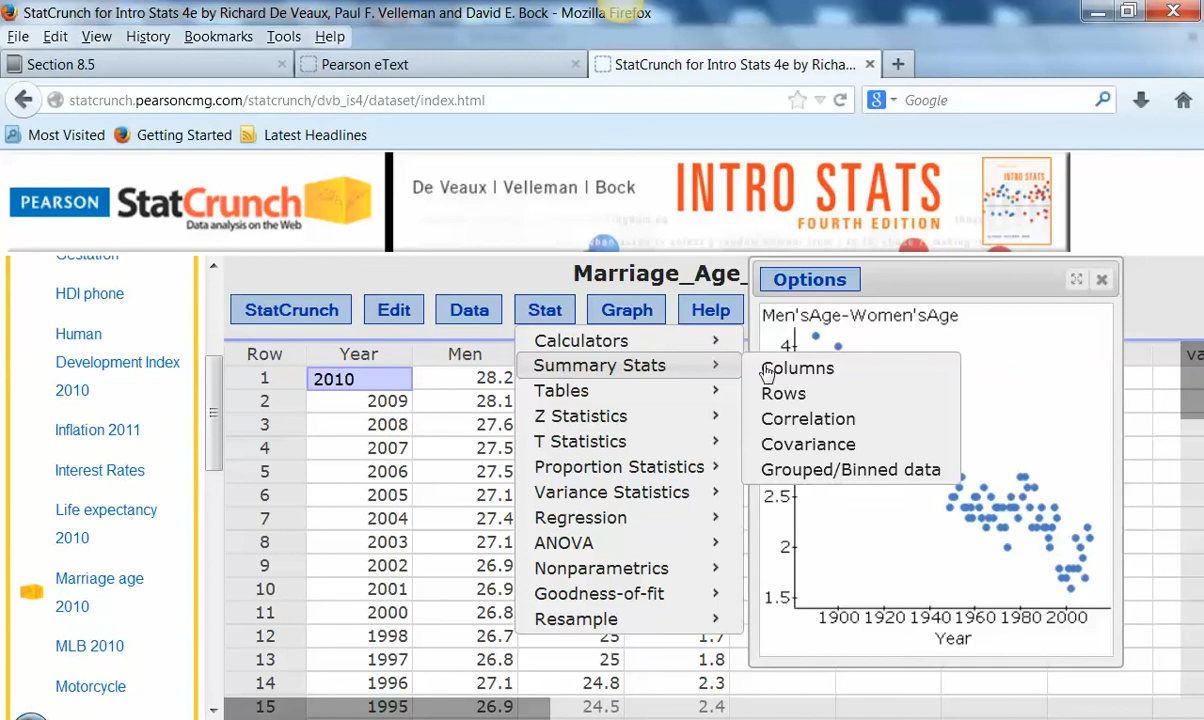 StatCrunch for Intro Stats 4e by Richard De Veaux, Paul F. Velleman and David E. Bock - Mozilla Firefox
File Edit View History Bookmarks Tools Help
Section 8.5
Pearson eText
StatCrunch for Intro Stats 4e by Richa...
statcrunch.pearsoncmg.com/statcrunch/dvb_is4/dataset/index.html
Google
Most Visited Getting Started Latest Headlines
PEARSON
StatCrunch
Data analysis on the Web
De Veaux | Velleman | Bock
INTRO STATS
FOURTH EDITION
Gestation
HDI phone
Human
Development Index
2010
Inflation 2011
Interest Rates
Life expectancy
2010
Marriage age
2010
MLB 2010
Motorcycle
Marriage_Age_
StatCrunch Edit Data Stat Graph Help
Row Year Men
1 2010 28.2
2 2009 28.1
3 2008 27.6
4 2007 27.5
5 2006 27.5
6 2005 27.1
7 2004 27.4
8 2003 27.1
9 2002 26.9
10 2001 26.9
11 2000 26.8
12 1998 26.7 25 1.7
13 1997 26.8 25 1.8
14 1996 27.1 24.8 2.3
15 1995 26.9 24.5 2.4
Calculators
Summary Stats
Tables
Z Statistics
T Statistics
Proportion Statistics
Variance Statistics
Regression
ANOVA
Nonparametrics
Goodness-of-fit
Resample
Columns
Rows
Correlation
Covariance
Grouped/Binned data
Options
Men'sAge-Women'sAge
4
2.5
2
1.5
1900 1920 1940 1960 1980 2000
Year
va